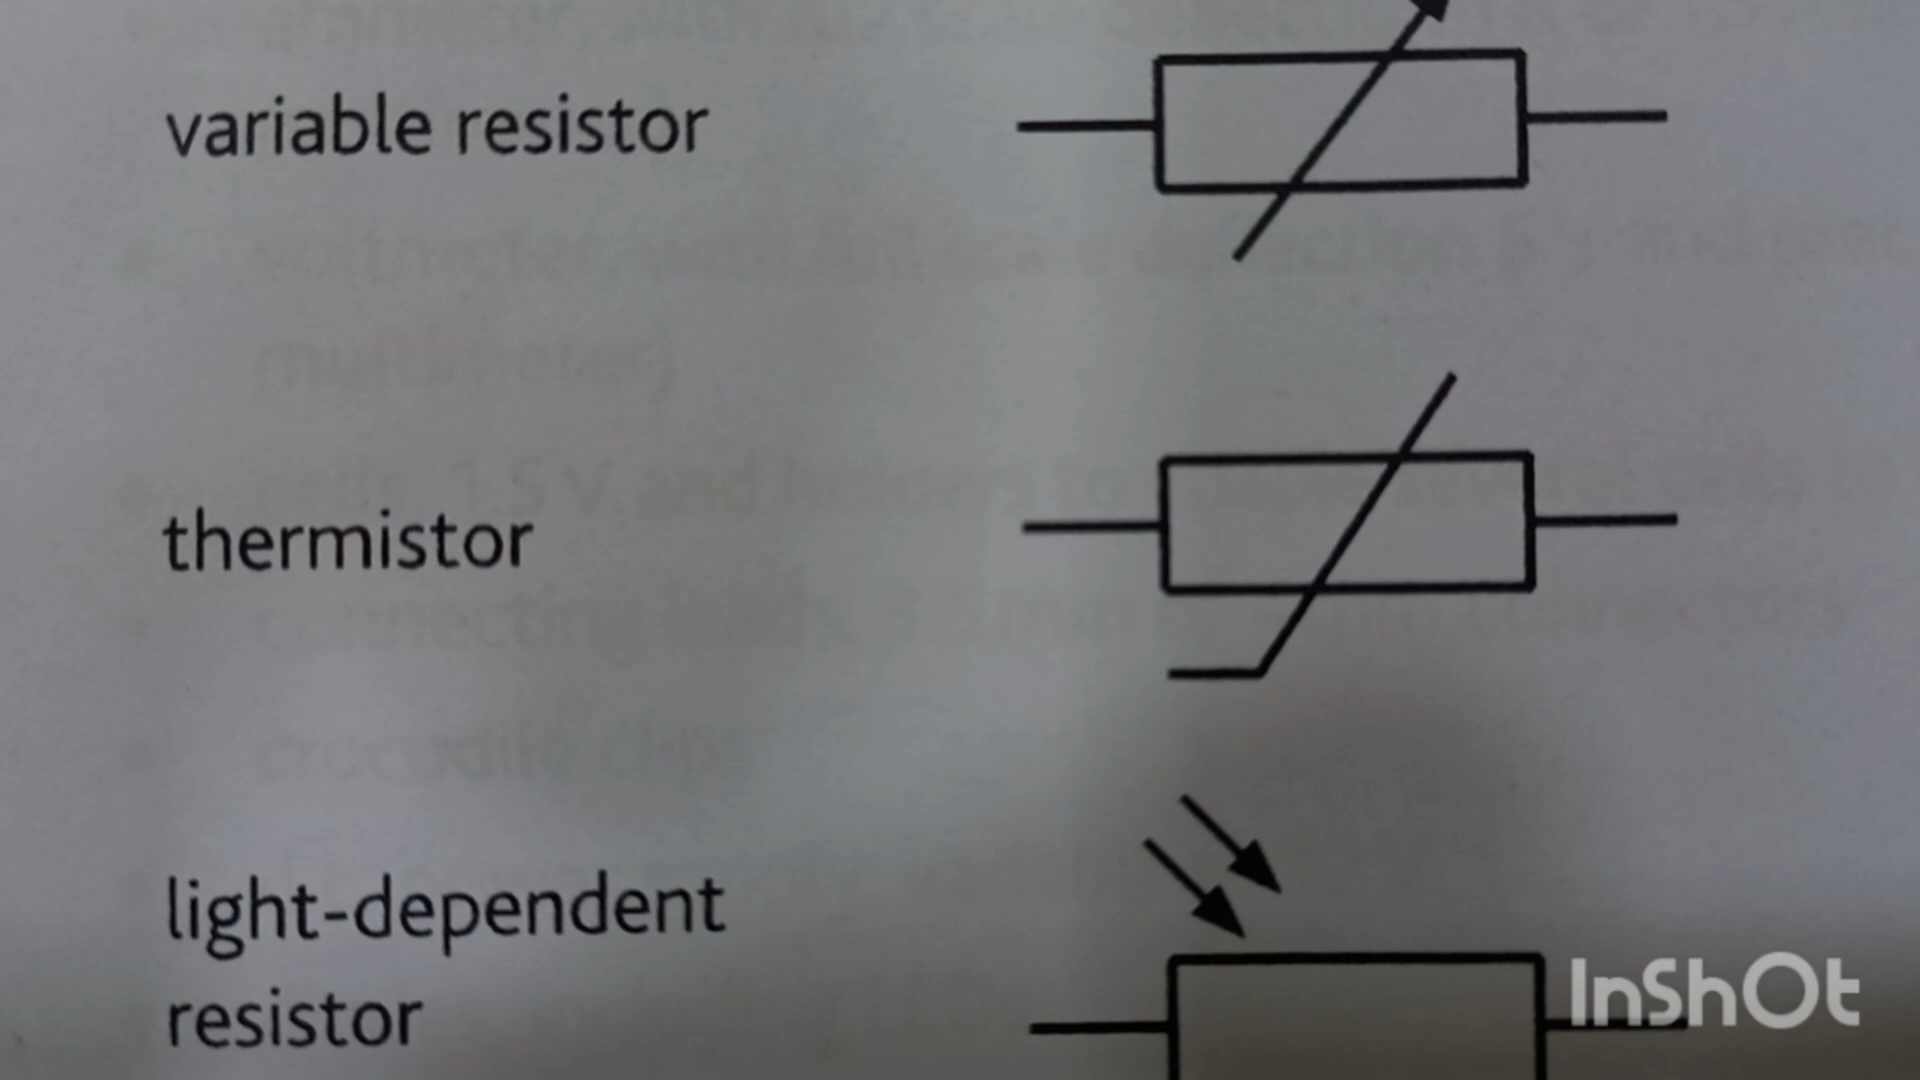 variable resistor
thermistor
light-dependent
resistor
InShOt